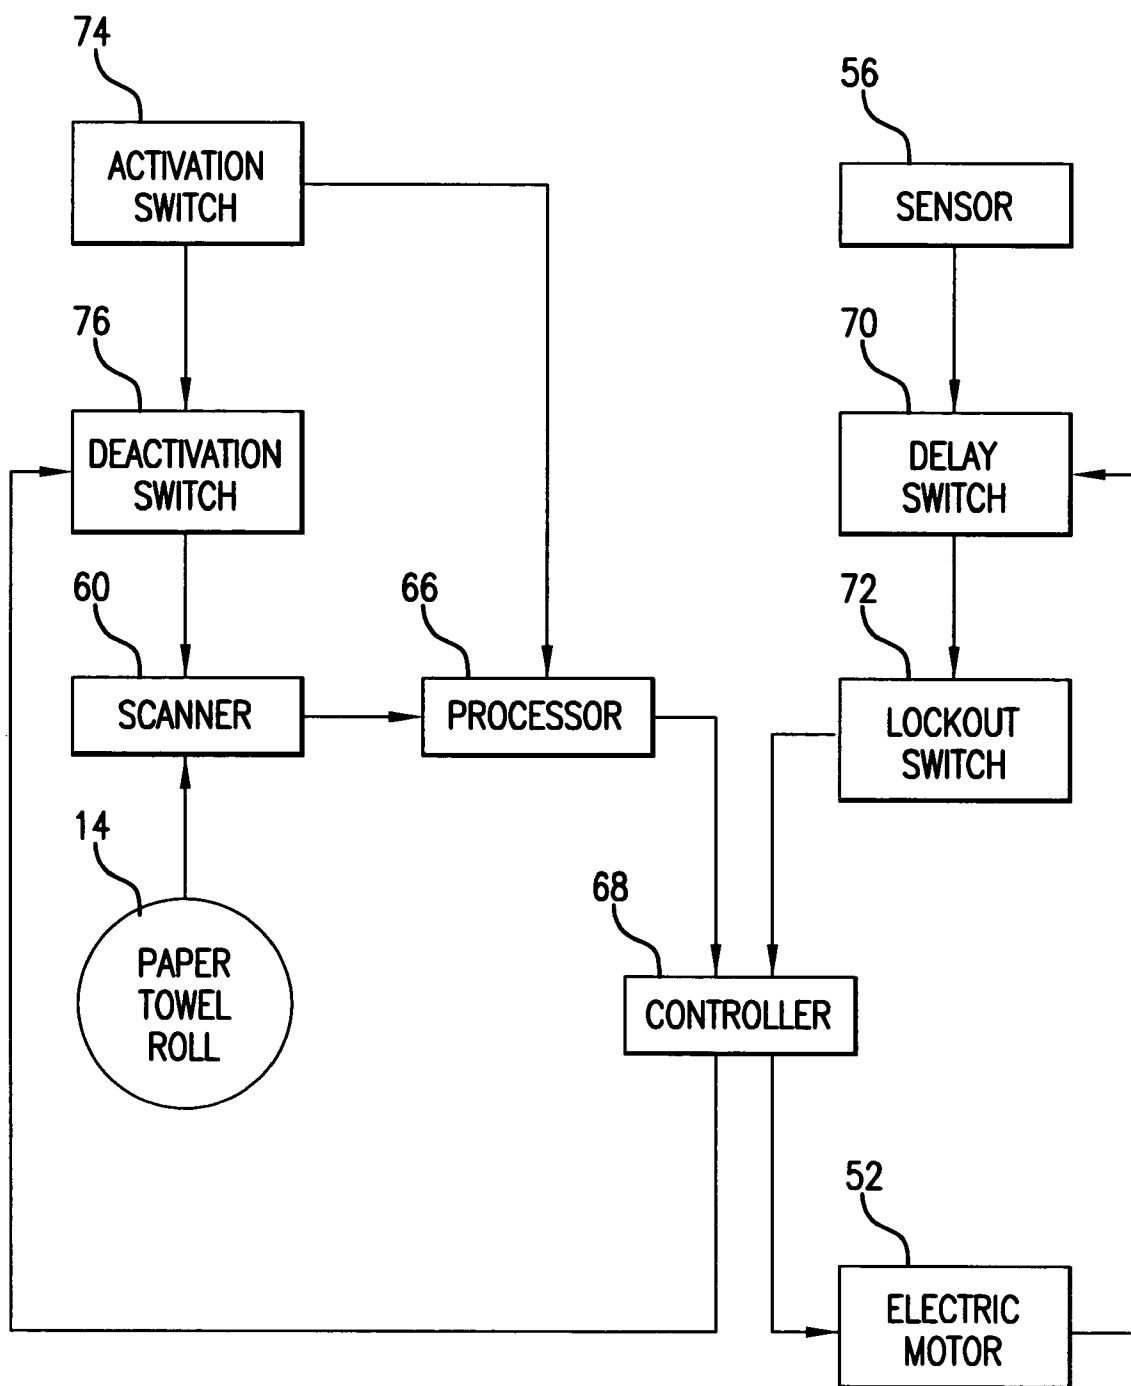 74
ACTIVATION
SWITCH
56
SENSOR
76
DEACTIVATION
SWITCH
70
DELAY
SWITCH
60
SCANNER
66
PROCESSOR
72
LOCKOUT
SWITCH
14
PAPER
TOWEL
ROLL
68
CONTROLLER
52
ELECTRIC
MOTOR